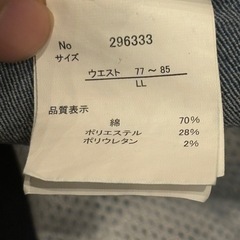 No 296333
サイズ
ウエスト 77～85
LL
品質表示
綿 70%
ポリエステル 28%
ポリウレタン 2%